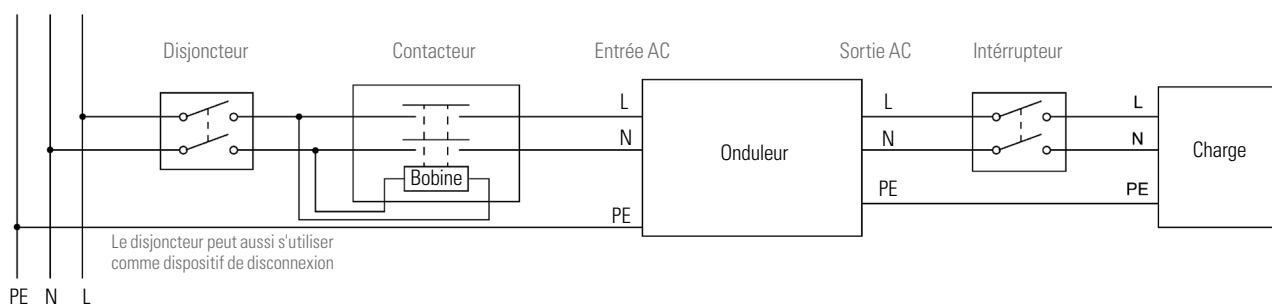 Disjoncteur
Contacteur
Entrée AC
Sortie AC
Intérrupteur
L
L
L
N
N
N
Onduleur
Charge
Bobine
PE
PE
PE
Le disjoncteur peut aussi s'utiliser
comme dispositif de disconnexion
PE N L